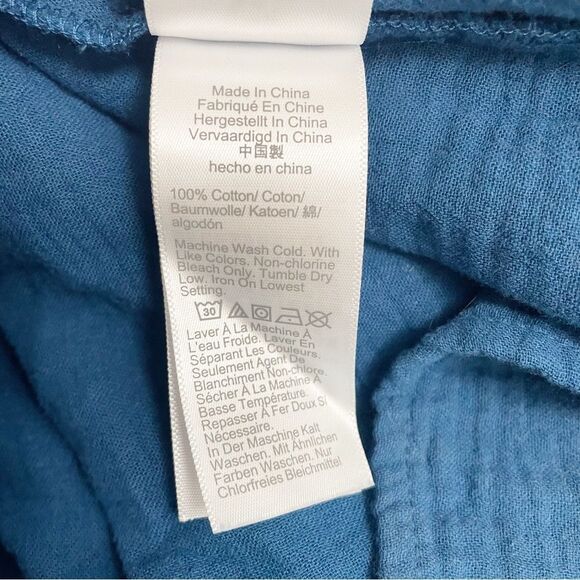 Made In China
Fabriqué En Chine
Hergestellt In China
Vervaardigd In China
中国製
hecho en china
100% Cotton/ Coton/
Baumwolle/ Katoen/ 綿/
algodón
Machine Wash Cold. With
Like Colors. Non-chlorine
Bleach Only. Tumble Dry
Low. Iron On Lowest
Setting.
30
Laver À La Machine À
L'eau Froide. Laver En
Séparant Les Couleurs.
Seulement Agent De
Blanchiment Non-chlore.
Sécher À La Machine À
Basse Température.
Repasser À Fer Doux Si
Nécessaire.
In Der Maschine Kalt
Waschen. Mit Ähnlichen
Farben Waschen. Nur
Chlorfreies Bleichmittel